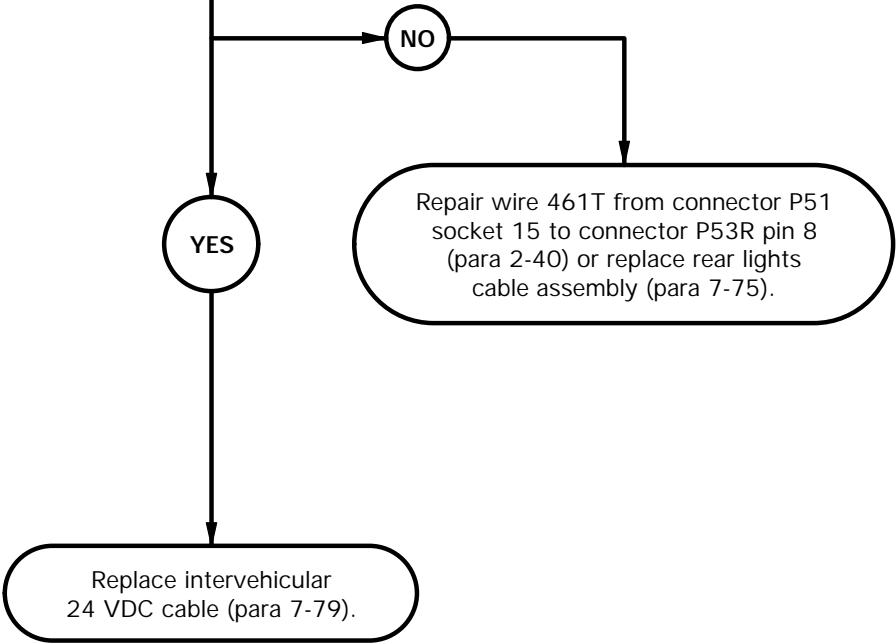 NO
Repair wire 461T from connector P51
socket 15 to connector P53R pin 8
(para 2-40) or replace rear lights
cable assembly (para 7-75).
YES
Replace intervehicular
24 VDC cable (para 7-79).